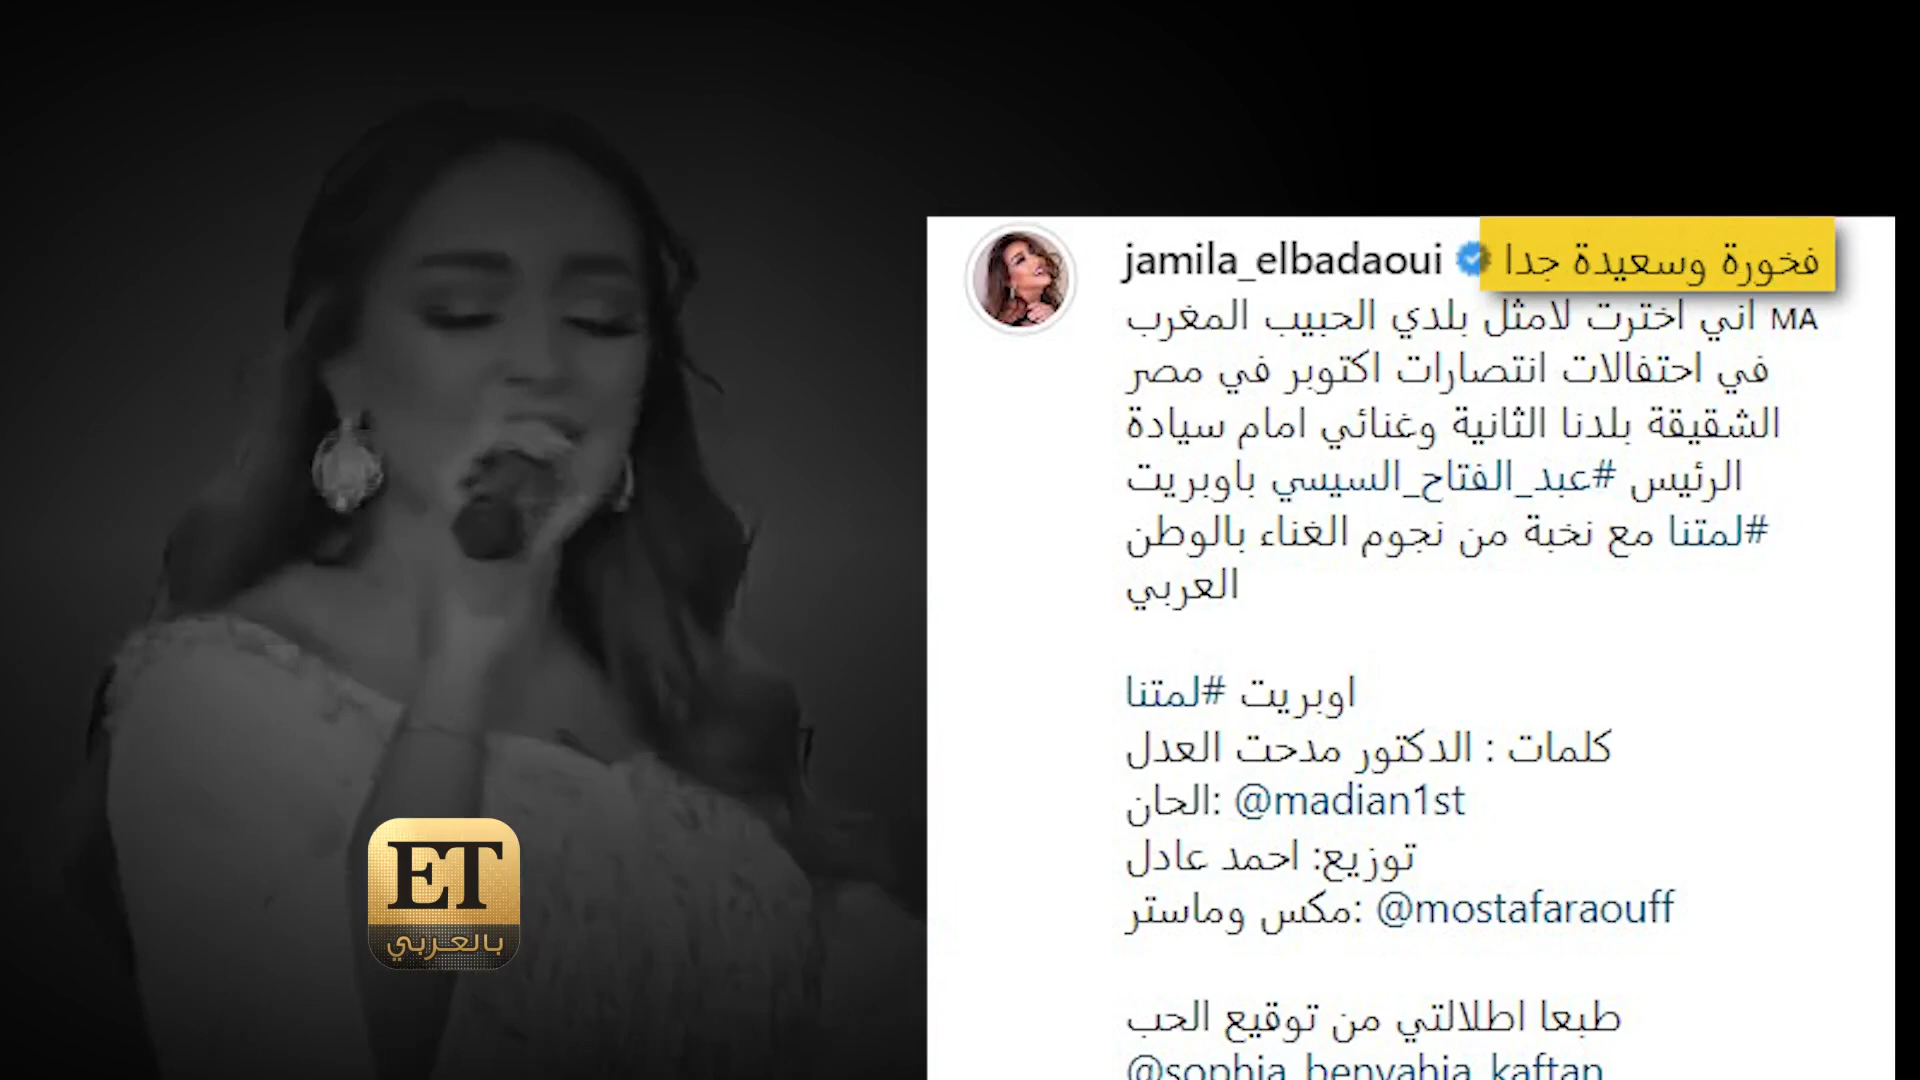 jamila_elbadaoui فخورة وسعيدة جدا
اني اخترت لامثل بلدي الحبيب المغرب MA
في احتفالات انتصارات اكتوبر في مصر
الشقيقة بلدنا الثانية وغنائي امام سيادة
الرئيس #عبد_الفتاح_السيسي باوبريت
#لمتنا مع نخبة من نجوم الغناء بالوطن
العربي
اوبريت #لمتنا
كلمات : الدكتور مدحت العدل
الحان: @madian1st
توزيع: احمد عادل
مكس وماستر: @mostafaraouff
طبعا اطلالتي من توقيع الحب
@sophia_benyahia_kaftan
ET
بالعربي